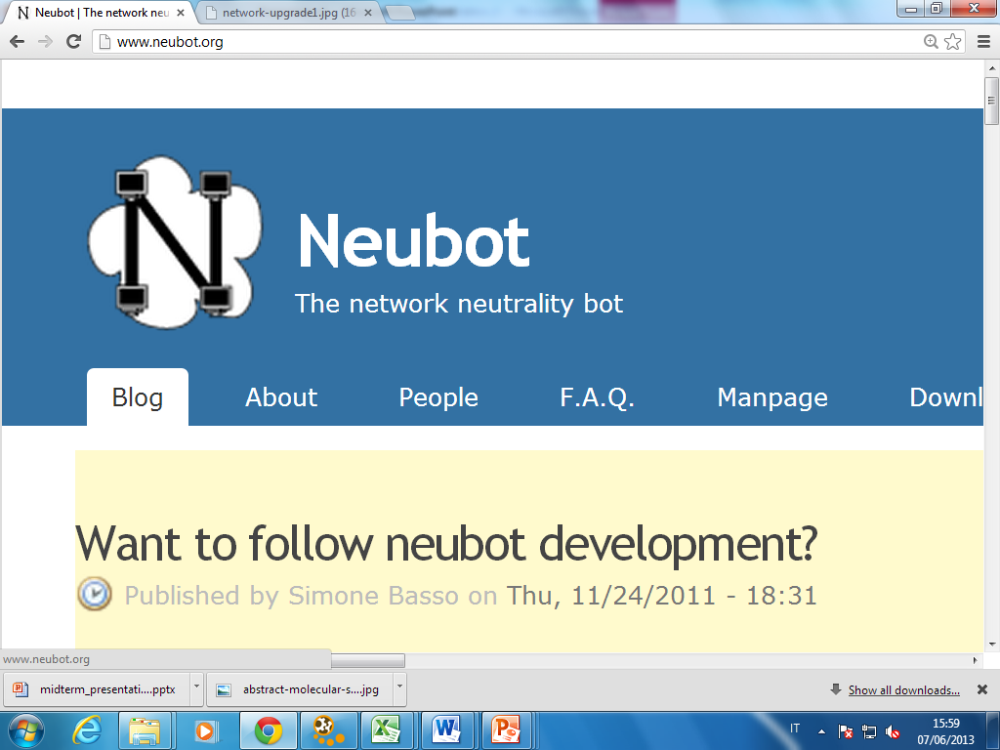 Neubot | The network neu
network-upgrade1.jpg (16
www.neubot.org
N
Neubot
The network neutrality bot
Blog
About
People
F.A.Q.
Manpage
Downl
Want to follow neubot development?
Published by Simone Basso on Thu, 11/24/2011 - 18:31
www.neubot.org
midterm_presentati....pptx
abstract-molecular-s....jpg
Show all downloads...
IT
15:59
07/06/2013